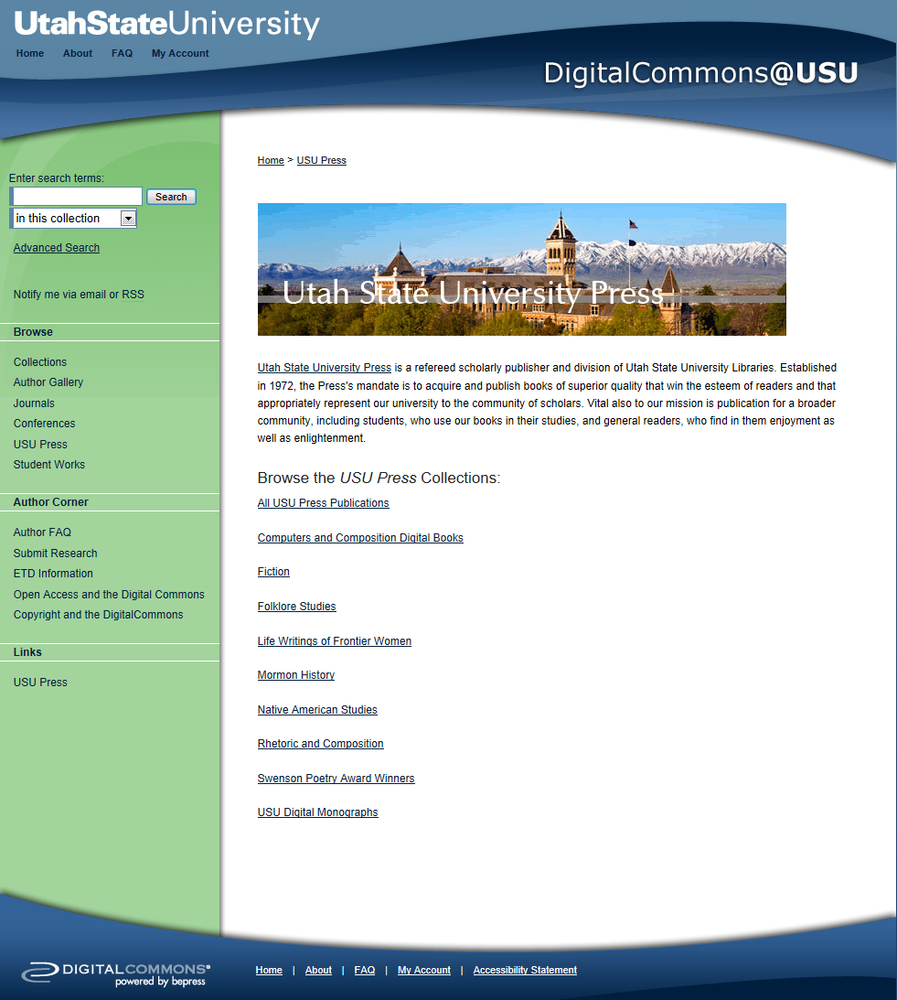 UtahStateUniversity
Home About FAQ My Account
DigitalCommons@USU
Enter search terms:
Search
in this collection
Advanced Search
Notify me via email or RSS
Browse
Collections
Author Gallery
Journals
Conferences
USU Press
Student Works
Author Corner
Author FAQ
Submit Research
ETD Information
Open Access and the Digital Commons
Copyright and the DigitalCommons
Links
USU Press
Home > USU Press
Utah State University Press
Utah State University Press is a refereed scholarly publisher and division of Utah State University Libraries. Established
in 1972, the Press's mandate is to acquire and publish books of superior quality that win the esteem of readers and that
appropriately represent our university to the community of scholars. Vital also to our mission is publication for a broader
community, including students, who use our books in their studies, and general readers, who find in them enjoyment as
well as enlightenment.
Browse the USU Press Collections:
All USU Press Publications
Computers and Composition Digital Books
Fiction
Folklore Studies
Life Writings of Frontier Women
Mormon History
Native American Studies
Rhetoric and Composition
Swenson Poetry Award Winners
USU Digital Monographs
DIGITALCOMMONS®
powered by bepress
Home | About | FAQ | My Account | Accessibility Statement